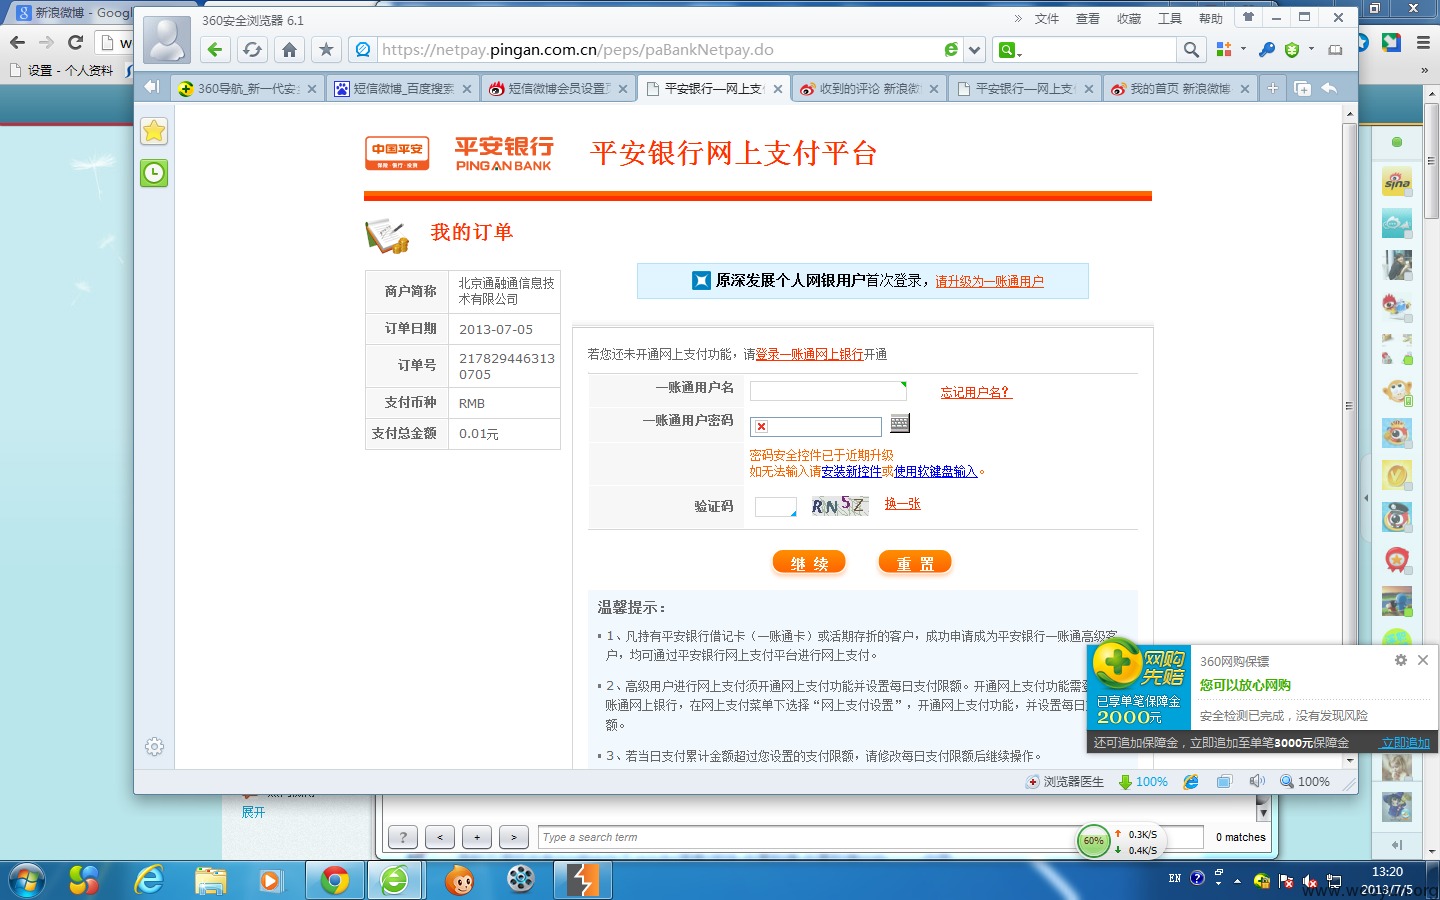 新浪微博 - Goog
360安全浏览器 6.1
» 文件 查看 收藏 工具 帮助
https://netpay.pingan.com.cn/peps/paBankNetpay.do
设置 - 个人资料
360导航_新一代安全
短信微博_百度搜索
短信微博会员设置页
平安银行—网上支付
收到的评论 新浪微
平安银行—网上支付
我的首页 新浪微博
中国平安
保险·银行·投资
平安银行
PING AN BANK
平安银行网上支付平台
我的订单
商户简称 北京通融通信息技术有限公司
订单日期 2013-07-05
订单号 2178294463130705
支付币种 RMB
支付总金额 0.01元
原深发展个人网银用户首次登录，请升级为一账通用户
若您还未开通网上支付功能，请登录一账通网上银行开通
一账通用户名 忘记用户名？
一账通用户密码
密码安全控件已于近期升级
如无法输入请安装新控件或使用软键盘输入。
验证码 RN5Z 换一张
继 续 重 置
温馨提示：
1、凡持有平安银行借记卡（一账通卡）或活期存折的客户，成功申请成为平安银行一账通高级客
户，均可通过平安银行网上支付平台进行网上支付。
2、高级用户进行网上支付须开通网上支付功能并设置每日支付限额。开通网上支付功能需登
账通网上银行，在网上支付菜单下选择“网上支付设置”，开通网上支付功能，并设置每日
额。
3、若当日支付累计金额超过您设置的支付限额，请修改每日支付限额后继续操作。
sina
网购先赔
已享单笔保障金
2000元
360网购保镖
您可以放心网购
安全检测已完成，没有发现风险
还可追加保障金，立即追加至单笔3000元保障金 立即追加
浏览器医生 100% 100%
展开
? < + > Type a search term 0 matches
60% 0.3K/S
0.4K/S
EN 13:20
2013/7/5